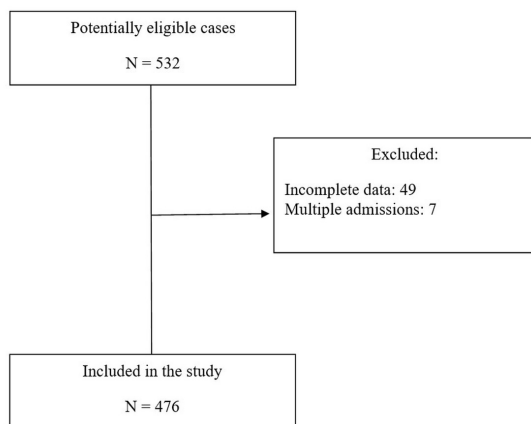 Potentially eligible cases
N = 532
Excluded:
Incomplete data: 49
Multiple admissions: 7
Included in the study
N = 476